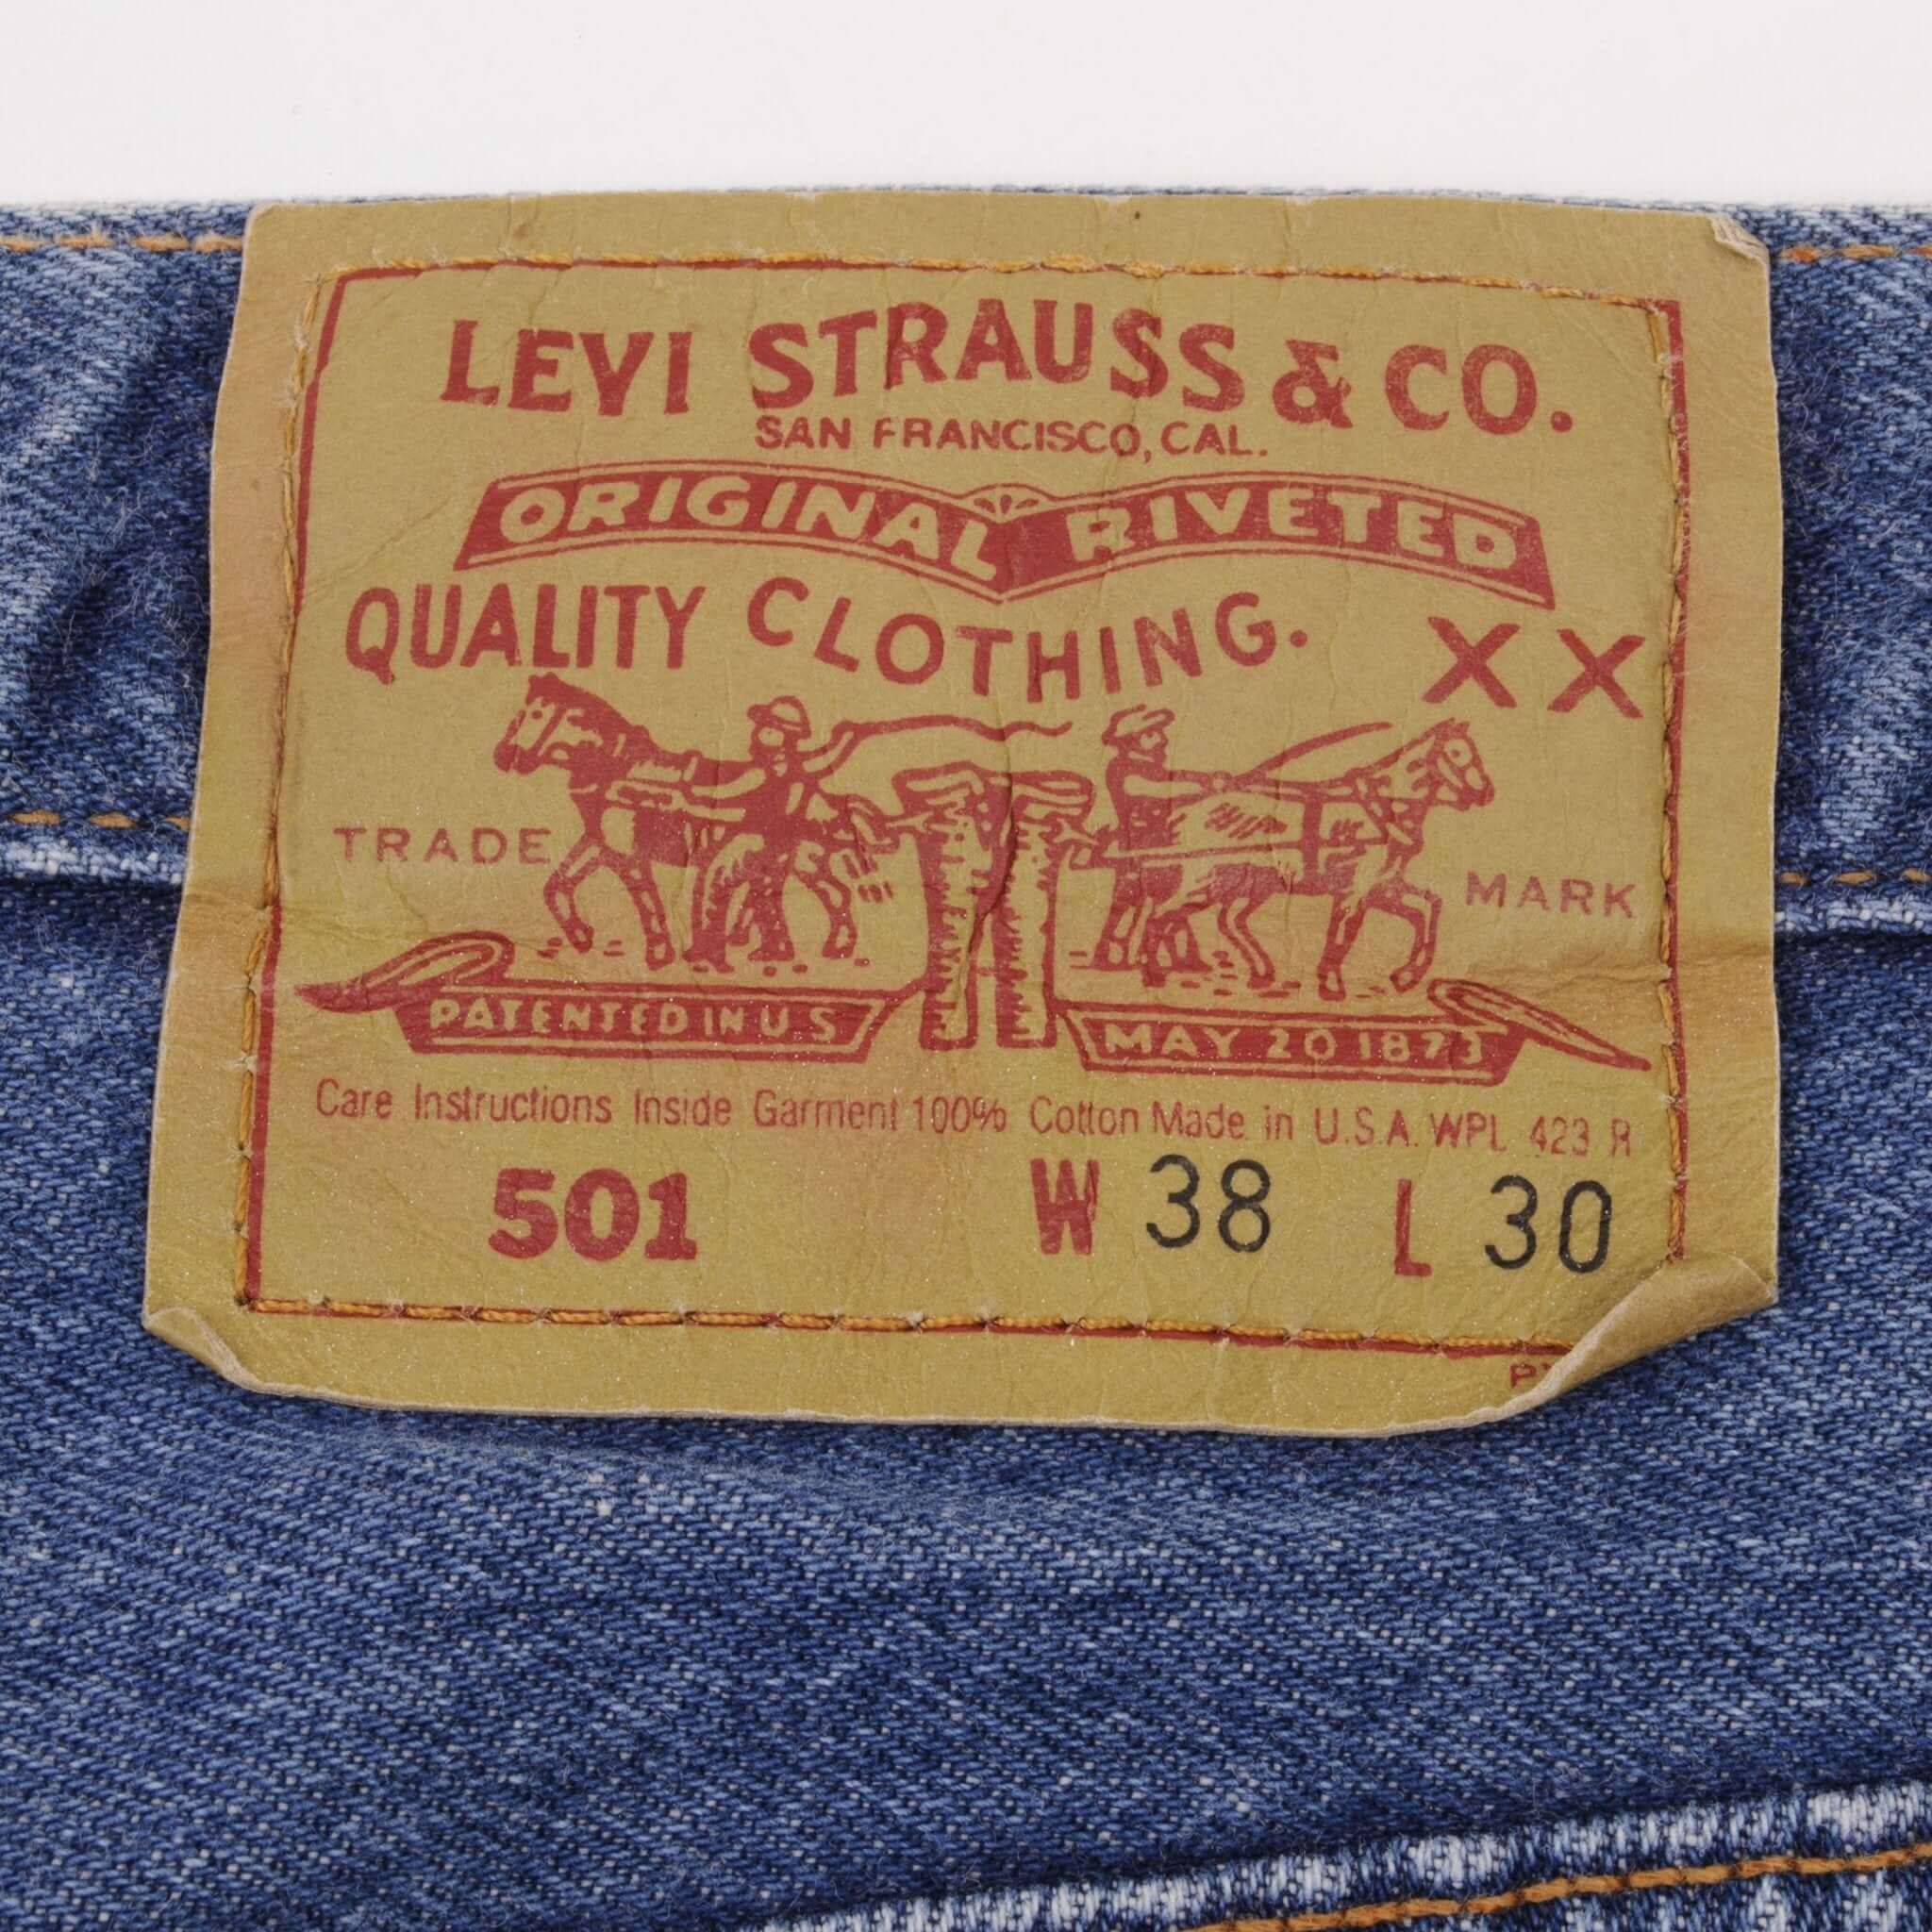 LEVI STRAUSS & CO.
SAN FRANCISCO, CAL.
ORIGINAL RIVETED
QUALITY CLOTHING. XX
TRADE MARK
PATENTED IN U S MAY 20 1873
Care Instructions Inside Garment 100% Cotton Made in U.S.A. WPL 423 R
501 W 38 L 30